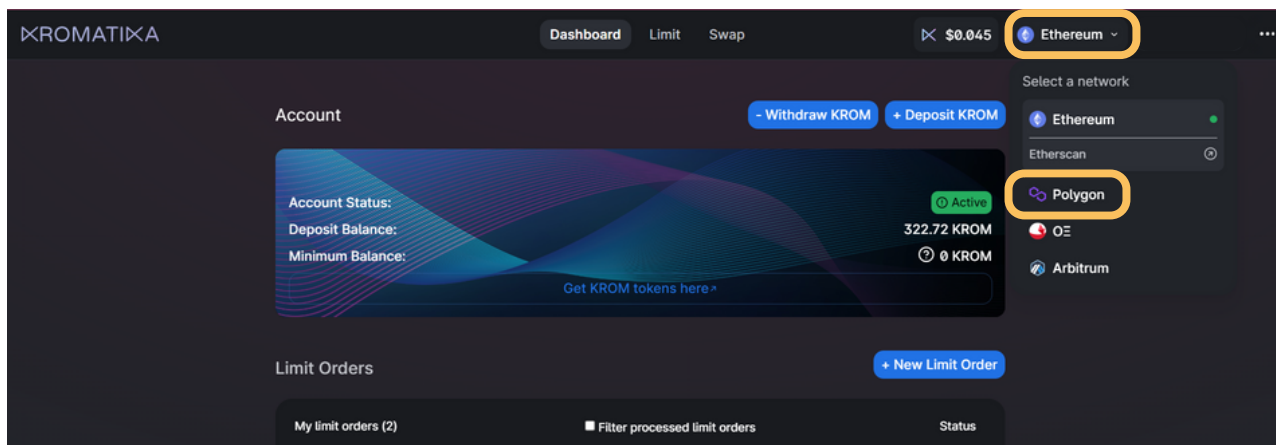 KROMATIKA
Dashboard Limit Swap
$0.045
Ethereum
Select a network
Account
- Withdraw KROM + Deposit KROM
Ethereum
Etherscan
Account Status: Active
Polygon
Deposit Balance: 322.72 KROM
OΞ
Minimum Balance: 0 KROM
Arbitrum
Get KROM tokens here↗
Limit Orders
+ New Limit Order
My limit orders (2) Filter processed limit orders Status